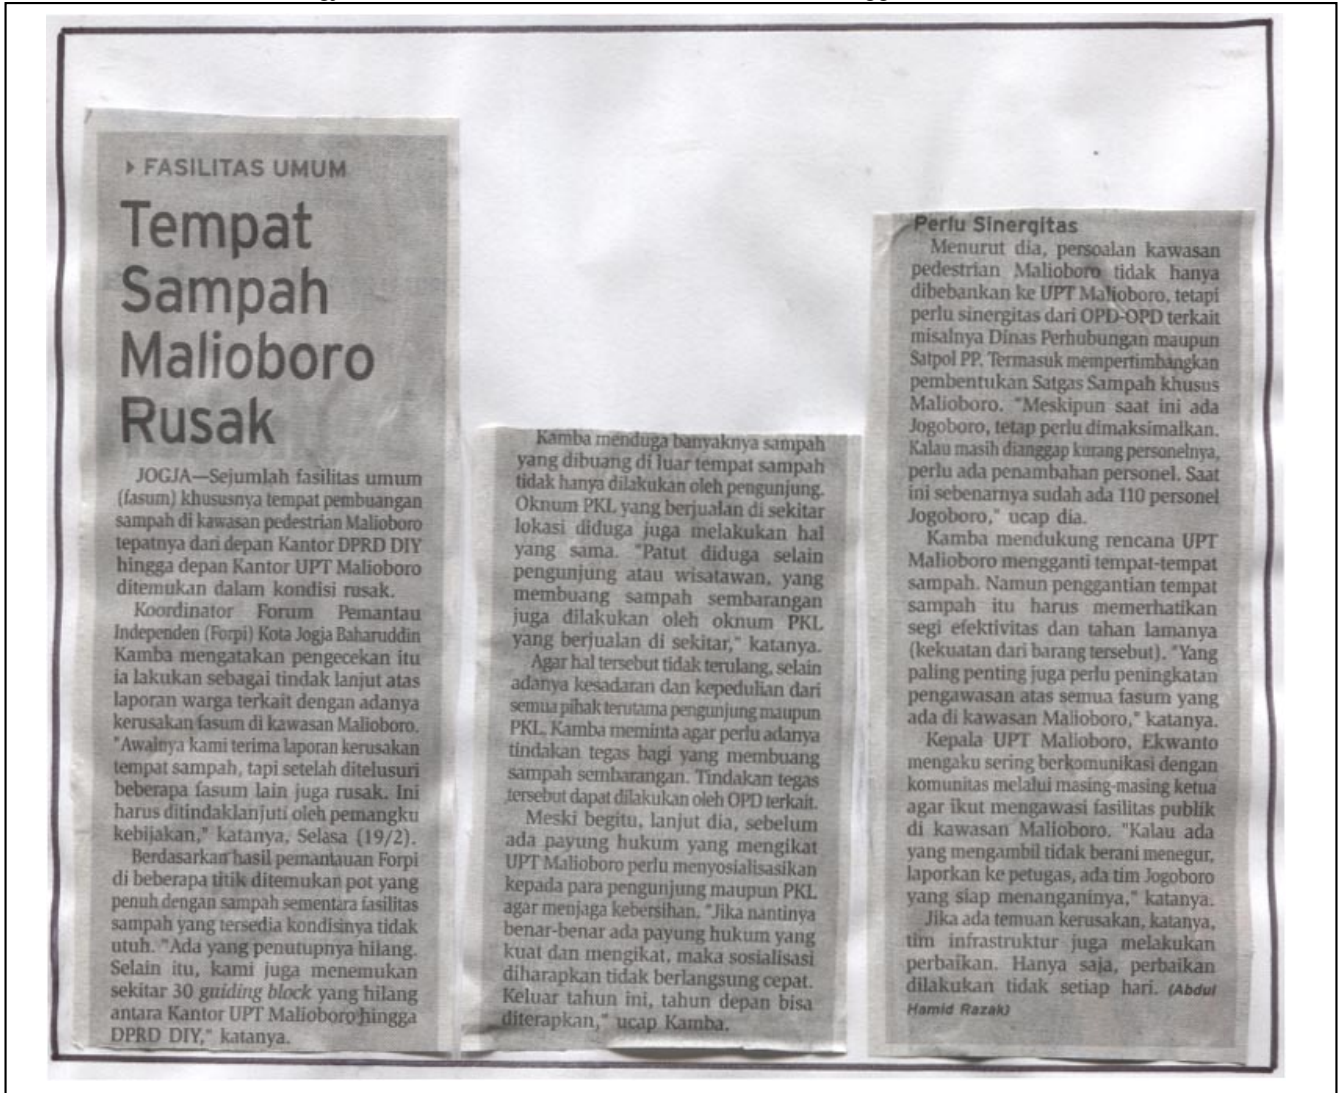 FASILITAS UMUM
Tempat
Sampah
Malioboro
Rusak
JOGJA—Sejumlah fasilitas umum
(fasum) khususnya tempat pembuangan
sampah di kawasan pedestrian Malioboro
tepatnya dari depan Kantor DPRD DIY
hingga depan Kantor UPT Malioboro
ditemukan dalam kondisi rusak.
Koordinator Forum Pemantau
Independen (Forpi) Kota Jogja Baharuddin
Kamba mengatakan pengecekan itu
ia lakukan sebagai tindak lanjut atas
laporan warga terkait dengan adanya
kerusakan fasum di kawasan Malioboro.
"Awalnya kami terima laporan kerusakan
tempat sampah, tapi setelah ditelusuri
beberapa fasum lain juga rusak. Ini
harus ditindaklanjuti oleh pemangku
kebijakan," katanya, Selasa (19/2).
Berdasarkan hasil pemantauan Forpi
di beberapa titik ditemukan pot yang
penuh dengan sampah sementara fasilitas
sampah yang tersedia kondisinya tidak
utuh. "Ada yang penutupnya hilang.
Selain itu, kami juga menemukan
sekitar 30 guiding block yang hilang
antara Kantor UPT Malioboro hingga
DPRD DIY," katanya.
Kamba menduga banyaknya sampah
yang dibuang di luar tempat sampah
tidak hanya dilakukan oleh pengunjung.
Oknum PKL yang berjualan di sekitar
lokasi diduga juga melakukan hal
yang sama. "Patut diduga selain
pengunjung atau wisatawan, yang
membuang sampah sembarangan
juga dilakukan oleh oknum PKL
yang berjualan di sekitar," katanya.
Agar hal tersebut tidak terulang, selain
adanya kesadaran dan kepedulian dari
semua pihak terutama pengunjung maupun
PKL. Kamba meminta agar perlu adanya
tindakan tegas bagi yang membuang
sampah sembarangan. Tindakan tegas
tersebut dapat dilakukan oleh OPD terkait.
Meski begitu, lanjut dia, sebelum
ada payung hukum yang mengikat
UPT Malioboro perlu menyosialisasikan
kepada para pengunjung maupun PKL
agar menjaga kebersihan. "Jika nantinya
benar-benar ada payung hukum yang
kuat dan mengikat, maka sosialisasi
diharapkan tidak berlangsung cepat.
Keluar tahun ini, tahun depan bisa
diterapkan," ucap Kamba.
Perlu Sinergitas
Menurut dia, persoalan kawasan
pedestrian Malioboro tidak hanya
dibebankan ke UPT Malioboro, tetapi
perlu sinergitas dari OPD-OPD terkait
misalnya Dinas Perhubungan maupun
Satpol PP. Termasuk mempertimbangkan
pembentukan Satgas Sampah khusus
Malioboro. "Meskipun saat ini ada
Jogoboro, tetap perlu dimaksimalkan.
Kalau masih dianggap kurang personelnya,
perlu ada penambahan personel. Saat
ini sebenarnya sudah ada 110 personel
Jogoboro," ucap dia.
Kamba mendukung rencana UPT
Malioboro mengganti tempat-tempat
sampah. Namun penggantian tempat
sampah itu harus memerhatikan
segi efektivitas dan tahan lamanya
(kekuatan dari barang tersebut). "Yang
paling penting juga perlu peningkatan
pengawasan atas semua fasum yang
ada di kawasan Malioboro," katanya.
Kepala UPT Malioboro, Ekwanto
mengaku sering berkomunikasi dengan
komunitas melalui masing-masing ketua
agar ikut mengawasi fasilitas publik
di kawasan Malioboro. "Kalau ada
yang mengambil tidak berani menegur,
laporkan ke petugas, ada tim Jogoboro
yang siap menanganinya," katanya.
Jika ada temuan kerusakan, katanya,
tim infrastruktur juga melakukan
perbaikan. Hanya saja, perbaikan
dilakukan tidak setiap hari. (Abdul
Hamid Razak)